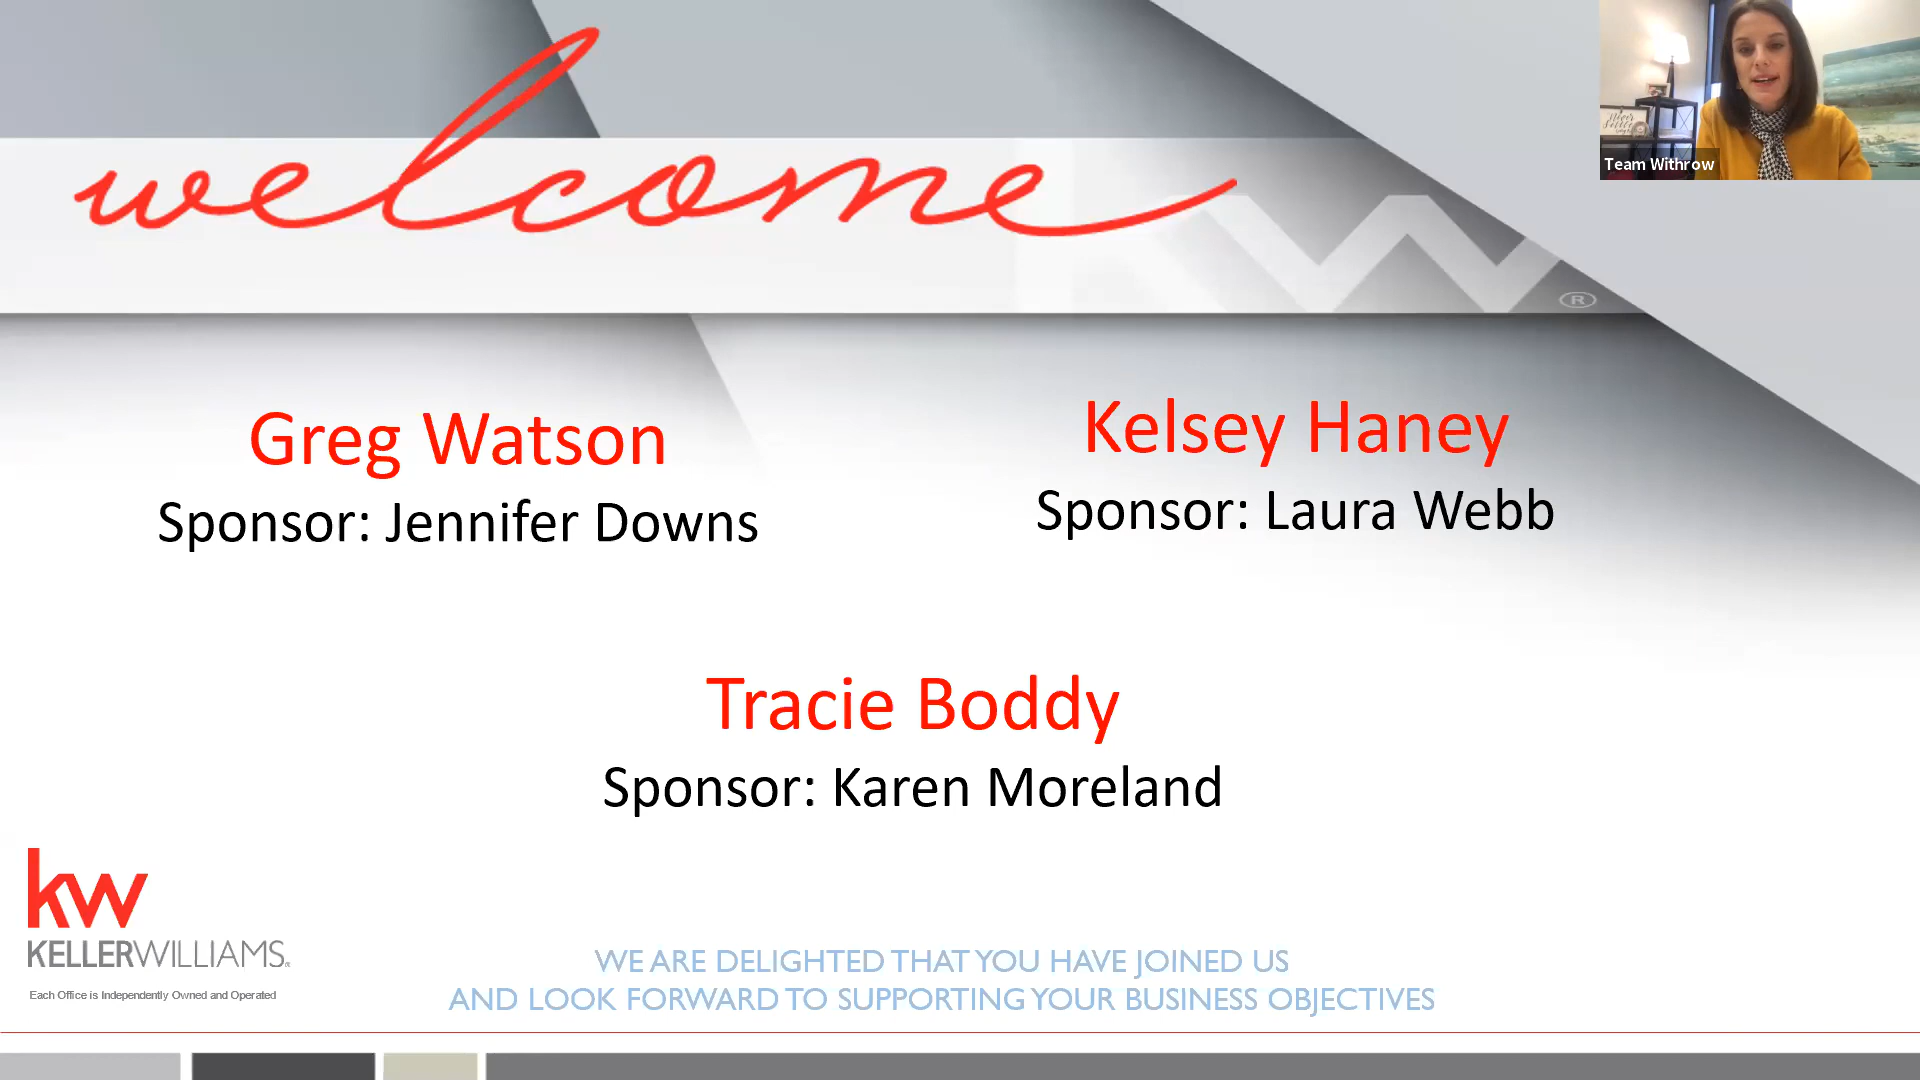 welcome
Team Withrow
kw
®
Greg Watson
Sponsor: Jennifer Downs
Kelsey Haney
Sponsor: Laura Webb
Tracie Boddy
Sponsor: Karen Moreland
kw
KELLERWILLIAMS.
Each Office is Independently Owned and Operated
WE ARE DELIGHTED THAT YOU HAVE JOINED US
AND LOOK FORWARD TO SUPPORTING YOUR BUSINESS OBJECTIVES